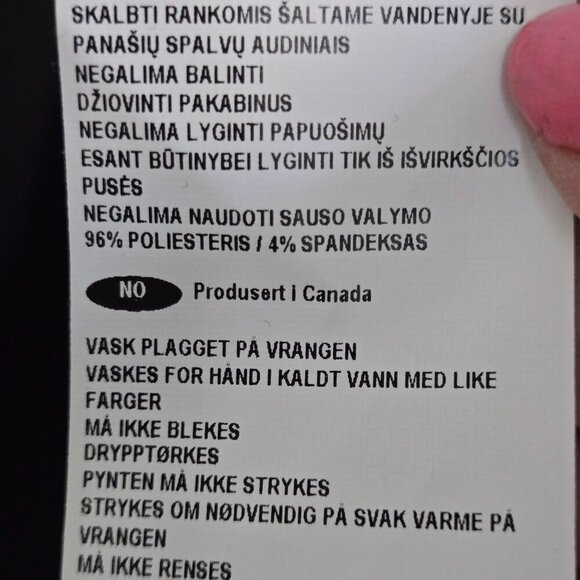 SKALBTI RANKOMIS ŠALTAME VANDENYJE SU
PANAŠIŲ SPALVŲ AUDINIAIS
NEGALIMA BALINTI
DŽIOVINTI PAKABINUS
NEGALIMA LYGINTI PAPUOŠIMŲ
ESANT BŪTINYBEI LYGINTI TIK IŠ IŠVIRKŠČIOS
PUSĖS
NEGALIMA NAUDOTI SAUSO VALYMO
96% POLIESTERIS / 4% SPANDEKSAS
NO Produsert i Canada
VASK PLAGGET PÅ VRANGEN
VASKES FOR HÅND I KALDT VANN MED LIKE
FARGER
MÅ IKKE BLEKES
DRYPPTØRKES
PYNTEN MÅ IKKE STRYKES
STRYKES OM NØDVENDIG PÅ SVAK VARME PÅ
VRANGEN
MÅ IKKE RENSES